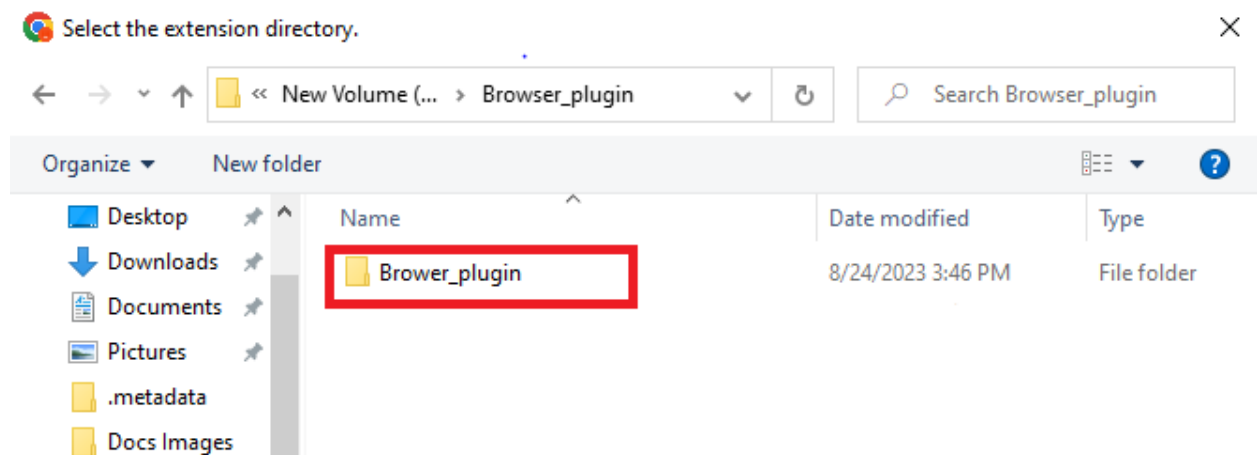 Select the extension directory.
« New Volume (... > Browser_plugin Search Browser_plugin
Organize New folder ?
Desktop Name Date modified Type
Downloads Brower_plugin 8/24/2023 3:46 PM File folder
Documents
Pictures
.metadata
Docs Images